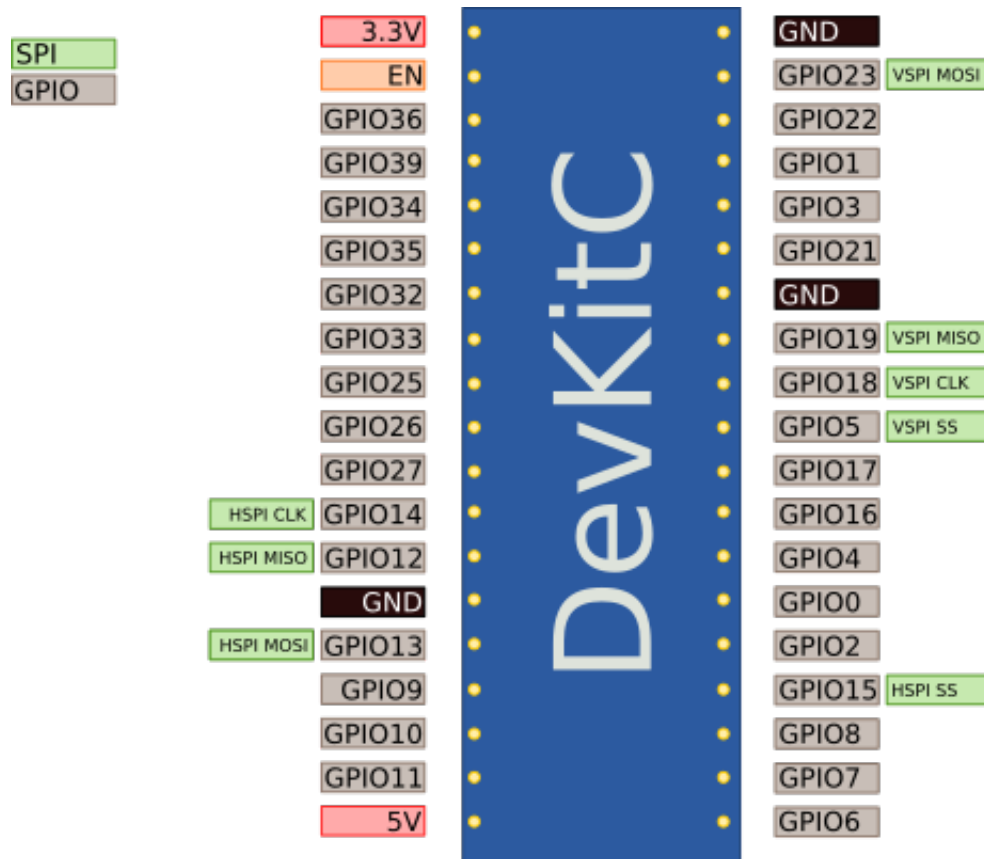 SPI
GPIO
3.3V
EN
GPIO36
GPIO39
GPIO34
GPIO35
GPIO32
GPIO33
GPIO25
GPIO26
GPIO27
HSPI CLK GPIO14
HSPI MISO GPIO12
GND
HSPI MOSI GPIO13
GPIO9
GPIO10
GPIO11
5V
DevKitC
GND
GPIO23 VSPI MOSI
GPIO22
GPIO1
GPIO3
GPIO21
GND
GPIO19 VSPI MISO
GPIO18 VSPI CLK
GPIO5 VSPI SS
GPIO17
GPIO16
GPIO4
GPIO0
GPIO2
GPIO15 HSPI SS
GPIO8
GPIO7
GPIO6